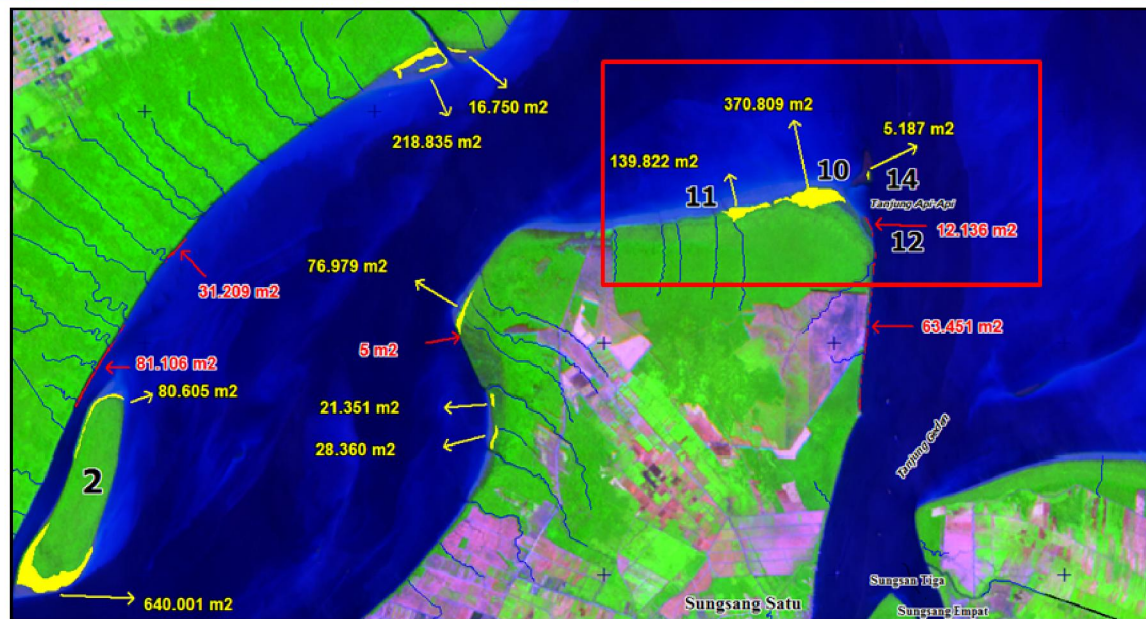 16.750 m2
370.809 m2
218.835 m2
5.187 m2
139.822 m2
10
14
11
Tanjung Api-Api
12.136 m2
12
76.979 m2
31.209 m2
63.451 m2
5 m2
81.106 m2
80.605 m2
21.351 m2
28.360 m2
2
Sungsan Tiga
640.001 m2
Sungsang Satu
Sungsang Empat